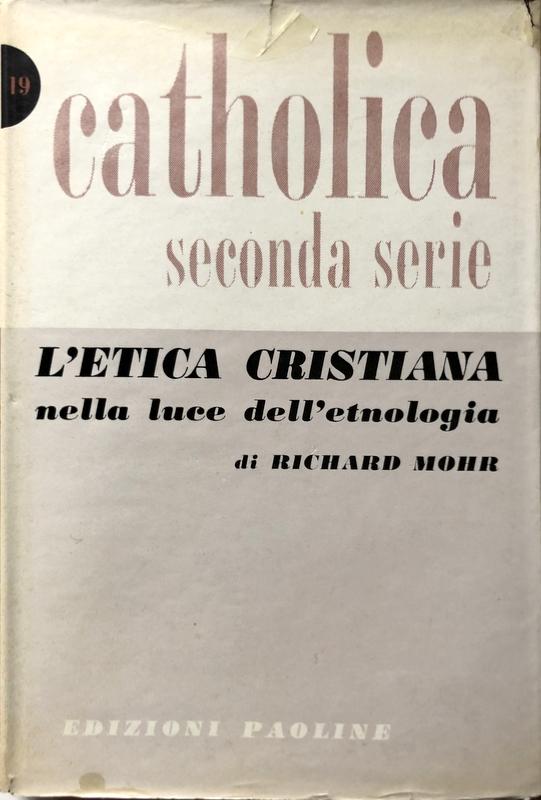 19
catholica
seconda serie
L'ETICA CRISTIANA
nella luce dell'etnologia
di RICHARD MOHR
EDIZIONI PAOLINE